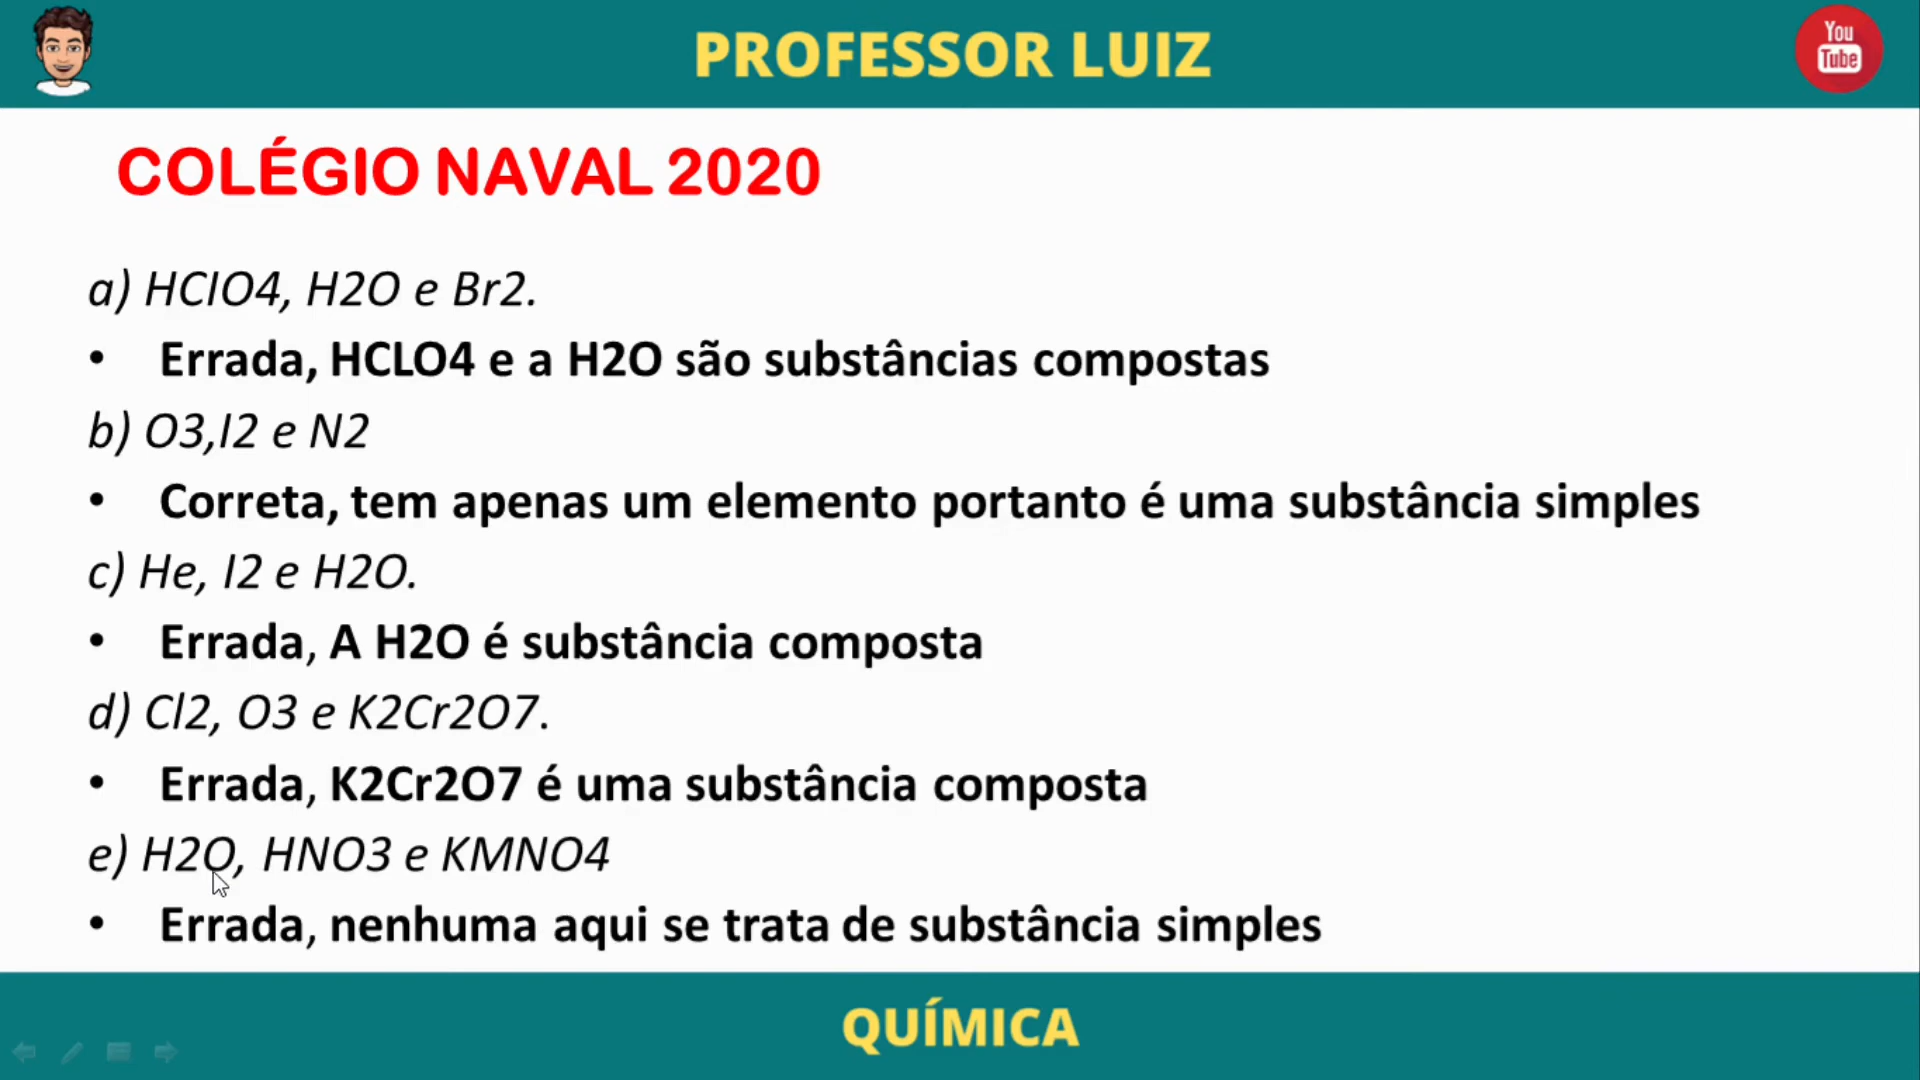 PROFESSOR LUIZ
You
Tube
COLÉGIO NAVAL 2020
a) HCIO4, H2O e Br2.
• Errada, HCLO4 e a H2O são substâncias compostas
b) O3,I2 e N2
• Correta, tem apenas um elemento portanto é uma substância simples
c) He, I2 e H2O.
• Errada, A H2O é substância composta
d) Cl2, O3 e K2Cr2O7.
• Errada, K2Cr2O7 é uma substância composta
e) H2O, HNO3 e KMNO4
• Errada, nenhuma aqui se trata de substância simples
QUÍMICA